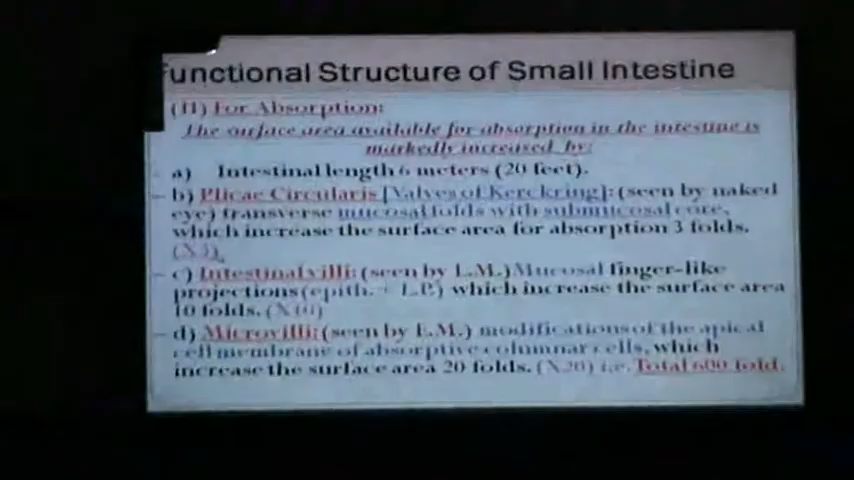 unctional Structure of Small Intestine
(II) For Absorption:
The surface area available for absorption in the intestine is
markedly increased by:
a) Intestinal length 6 meters (20 feet).
– b) Plicae Circularis [Valves of Kerckring]: (seen by naked
eye) transverse mucosal folds with submucosal core,
which increase the surface area for absorption 3 folds.
(X3).
– c) Intestinal villi: (seen by L.M.) Mucosal finger-like
projections (epith. + L.P.) which increase the surface area
10 folds. (X10)
– d) Microvilli: (seen by E.M.) modifications of the apical
cell membrane of absorptive columnar cells, which
increase the surface area 20 folds. (X20) i.e. Total 600 fold.